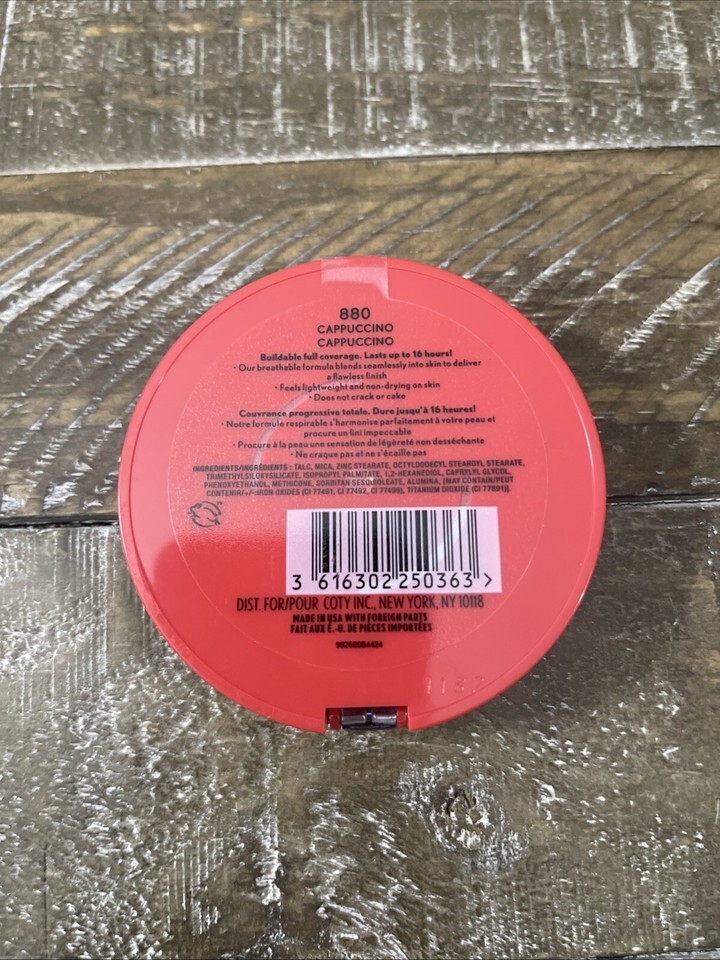 880
CAPPUCCINO
CAPPUCCINO
Buildable full coverage. Lasts up to 16 hours!
• Our breathable formula blends seamlessly into skin to deliver
a flawless finish
• Feels lightweight and non-drying on skin
• Does not crack or cake
Couvrance progressive totale. Dure jusqu'à 16 heures!
• Notre formule respirable s'harmonise parfaitement à votre peau et
procure un fini impeccable
• Procure à la peau une sensation de légèreté non desséchante
• Ne craque pas et ne s'écaille pas
INGREDIENTS/INGRÉDIENTS : TALC, MICA, ZINC STEARATE, OCTYLDODECYL STEAROYL STEARATE,
TRIMETHYLSILOXYSILICATE, ISOPROPYL PALMITATE, 1,2-HEXANEDIOL, CAPRYLYL GLYCOL,
PHENOXYETHANOL, METHICONE, SORBITAN SESQUIOLEATE, ALUMINA, [MAY CONTAIN/PEUT
CONTENIR/+/-:IRON OXIDES (CI 77491, CI 77492, CI 77499), TITANIUM DIOXIDE (CI 77891)].
3 616302 250363 >
DIST. FOR/POUR COTY INC., NEW YORK, NY 10118
MADE IN USA WITH FOREIGN PARTS
FAIT AUX É.-U. DE PIÈCES IMPORTÉES
99250064424